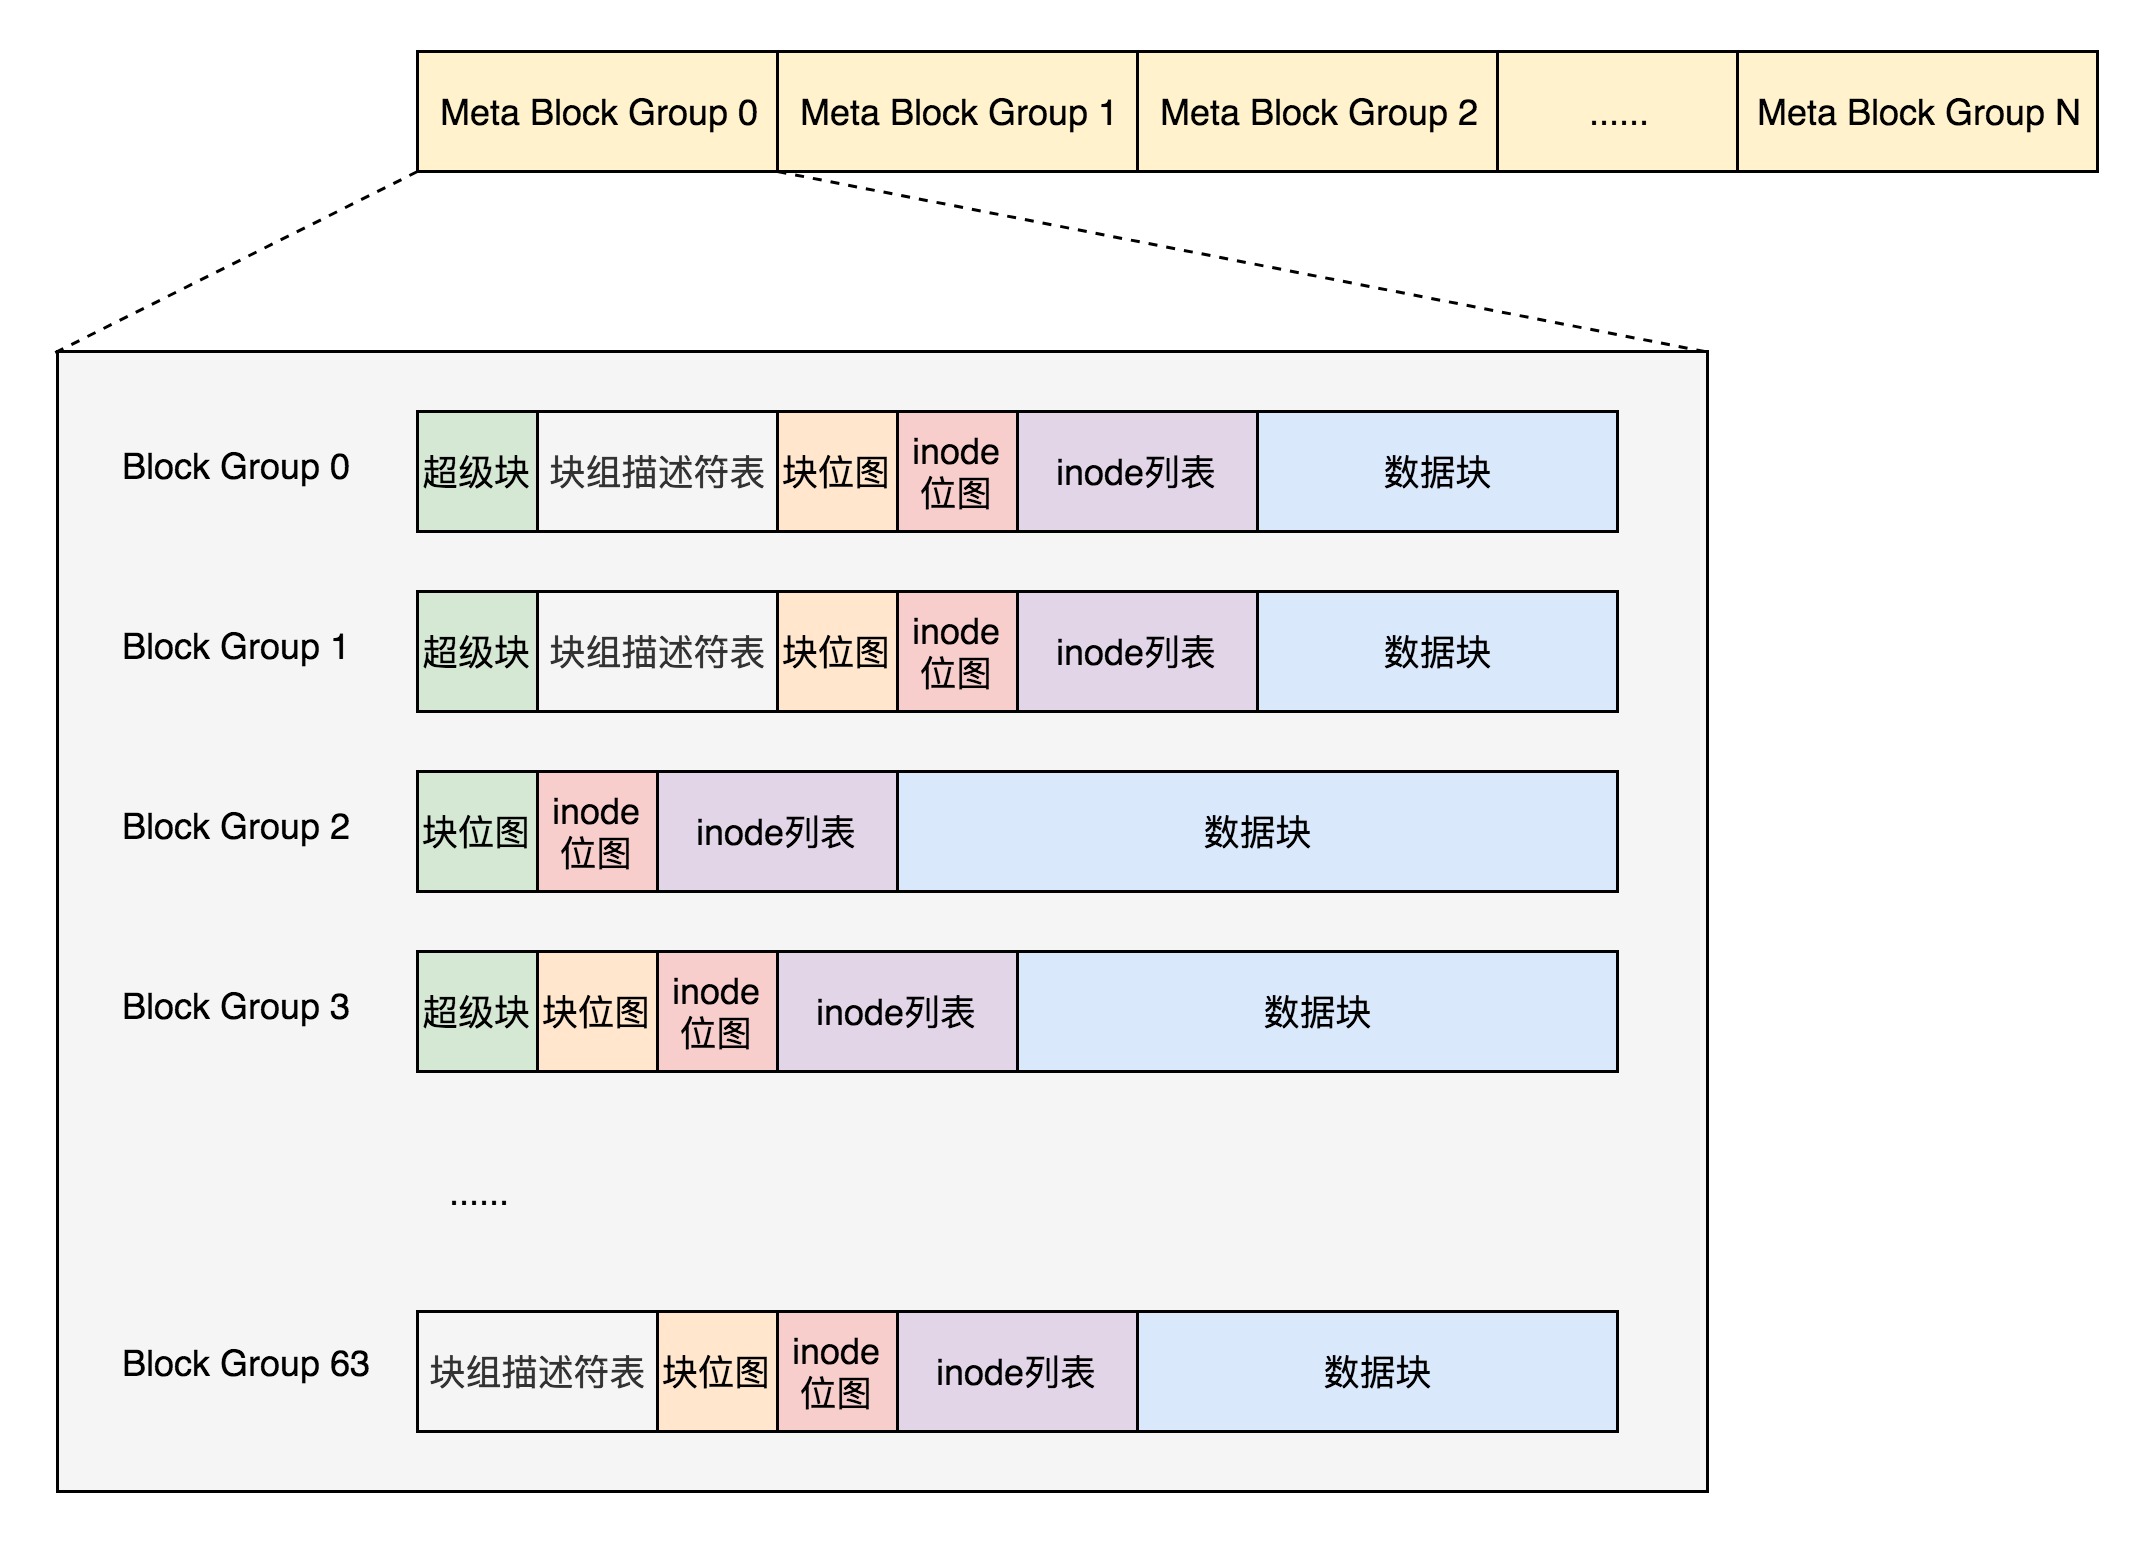 Meta Block Group 0 Meta Block Group 1 Meta Block Group 2 ...... Meta Block Group N
Block Group 0
超级块
块组描述符表
块位图
inode
位图
inode列表
数据块
Block Group 1
超级块
块组描述符表
块位图
inode
位图
inode列表
数据块
Block Group 2
块位图
inode
位图
inode列表
数据块
Block Group 3
超级块
块位图
inode
位图
inode列表
数据块
......
Block Group 63
块组描述符表
块位图
inode
位图
inode列表
数据块